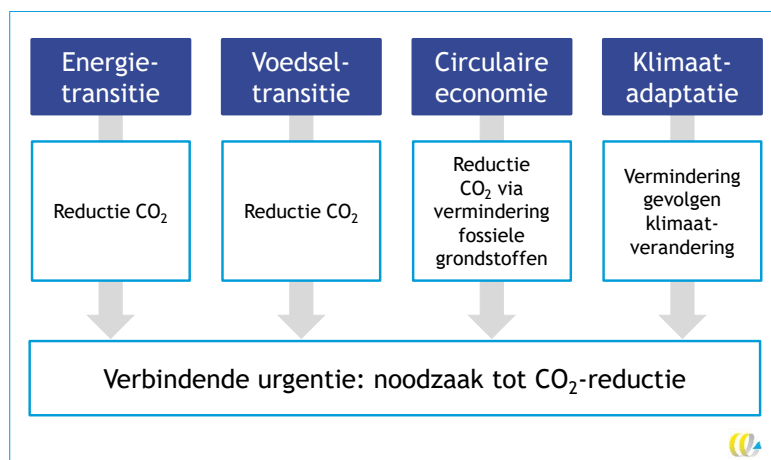 Energie-
transitie
Voedsel-
transitie
Circulaire
economie
Klimaat-
adaptatie
Reductie CO₂
Reductie CO₂
Reductie
CO₂ via
vermindering
fossiele
grondstoffen
Vermindering
gevolgen
klimaat-
verandering
Verbindende urgentie: noodzaak tot CO₂-reductie